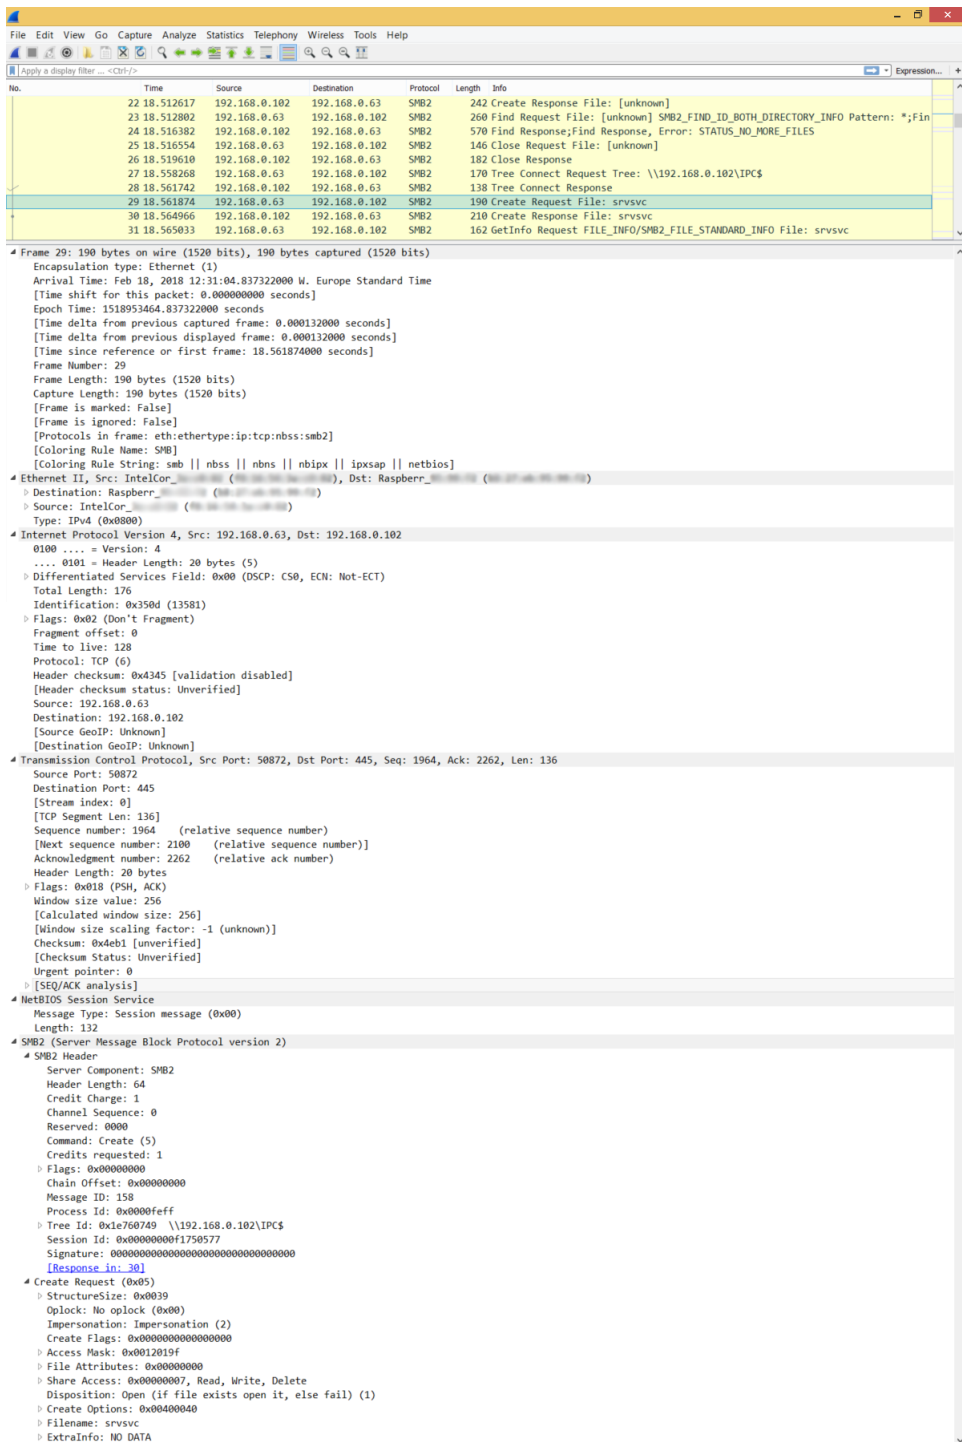 File Edit View Go Capture Analyze Statistics Telephony Wireless Tools Help
Apply a display filter ... <Ctrl-/> Expression... +
No. Time Source Destination Protocol Length Info
22 18.512617 192.168.0.102 192.168.0.63 SMB2 242 Create Response File: [unknown]
23 18.512802 192.168.0.63 192.168.0.102 SMB2 260 Find Request File: [unknown] SMB2_FIND_ID_BOTH_DIRECTORY_INFO Pattern: *;Fin
24 18.516382 192.168.0.102 192.168.0.63 SMB2 570 Find Response;Find Response, Error: STATUS_NO_MORE_FILES
25 18.516554 192.168.0.63 192.168.0.102 SMB2 146 Close Request File: [unknown]
26 18.519610 192.168.0.102 192.168.0.63 SMB2 182 Close Response
27 18.558268 192.168.0.63 192.168.0.102 SMB2 170 Tree Connect Request Tree: \\192.168.0.102\IPC$
28 18.561742 192.168.0.102 192.168.0.63 SMB2 138 Tree Connect Response
29 18.561874 192.168.0.63 192.168.0.102 SMB2 190 Create Request File: srvsvc
30 18.564966 192.168.0.102 192.168.0.63 SMB2 210 Create Response File: srvsvc
31 18.565033 192.168.0.63 192.168.0.102 SMB2 162 GetInfo Request FILE_INFO/SMB2_FILE_STANDARD_INFO File: srvsvc
Frame 29: 190 bytes on wire (1520 bits), 190 bytes captured (1520 bits)
Encapsulation type: Ethernet (1)
Arrival Time: Feb 18, 2018 12:31:04.837322000 W. Europe Standard Time
[Time shift for this packet: 0.000000000 seconds]
Epoch Time: 1518953464.837322000 seconds
[Time delta from previous captured frame: 0.000132000 seconds]
[Time delta from previous displayed frame: 0.000132000 seconds]
[Time since reference or first frame: 18.561874000 seconds]
Frame Number: 29
Frame Length: 190 bytes (1520 bits)
Capture Length: 190 bytes (1520 bits)
[Frame is marked: False]
[Frame is ignored: False]
[Protocols in frame: eth:ethertype:ip:tcp:nbss:smb2]
[Coloring Rule Name: SMB]
[Coloring Rule String: smb || nbss || nbns || nbipx || ipxsap || netbios]
Ethernet II, Src: IntelCor_ ( ), Dst: Raspberr_ ( )
Destination: Raspberr_ ( )
Source: IntelCor_ ( )
Type: IPv4 (0x0800)
Internet Protocol Version 4, Src: 192.168.0.63, Dst: 192.168.0.102
0100 .... = Version: 4
.... 0101 = Header Length: 20 bytes (5)
Differentiated Services Field: 0x00 (DSCP: CS0, ECN: Not-ECT)
Total Length: 176
Identification: 0x350d (13581)
Flags: 0x02 (Don't Fragment)
Fragment offset: 0
Time to live: 128
Protocol: TCP (6)
Header checksum: 0x4345 [validation disabled]
[Header checksum status: Unverified]
Source: 192.168.0.63
Destination: 192.168.0.102
[Source GeoIP: Unknown]
[Destination GeoIP: Unknown]
Transmission Control Protocol, Src Port: 50872, Dst Port: 445, Seq: 1964, Ack: 2262, Len: 136
Source Port: 50872
Destination Port: 445
[Stream index: 0]
[TCP Segment Len: 136]
Sequence number: 1964 (relative sequence number)
[Next sequence number: 2100 (relative sequence number)]
Acknowledgment number: 2262 (relative ack number)
Header Length: 20 bytes
Flags: 0x018 (PSH, ACK)
Window size value: 256
[Calculated window size: 256]
[Window size scaling factor: -1 (unknown)]
Checksum: 0x4eb1 [unverified]
[Checksum Status: Unverified]
Urgent pointer: 0
[SEQ/ACK analysis]
NetBIOS Session Service
Message Type: Session message (0x00)
Length: 132
SMB2 (Server Message Block Protocol version 2)
SMB2 Header
Server Component: SMB2
Header Length: 64
Credit Charge: 1
Channel Sequence: 0
Reserved: 0000
Command: Create (5)
Credits requested: 1
Flags: 0x00000000
Chain Offset: 0x00000000
Message ID: 158
Process Id: 0x0000feff
Tree Id: 0x1e760749 \\192.168.0.102\IPC$
Session Id: 0x00000000f1750577
Signature: 00000000000000000000000000000000
[Response in: 30]
Create Request (0x05)
StructureSize: 0x0039
Oplock: No oplock (0x00)
Impersonation: Impersonation (2)
Create Flags: 0x0000000000000000
Access Mask: 0x0012019f
File Attributes: 0x00000000
Share Access: 0x00000007, Read, Write, Delete
Disposition: Open (if file exists open it, else fail) (1)
Create Options: 0x00400040
Filename: srvsvc
ExtraInfo: NO DATA